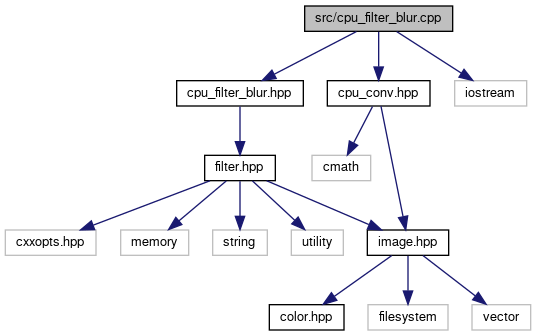 src/cpu_filter_blur.cpp
cpu_filter_blur.hpp
cpu_conv.hpp
iostream
filter.hpp
cmath
cxxopts.hpp
memory
string
utility
image.hpp
color.hpp
filesystem
vector